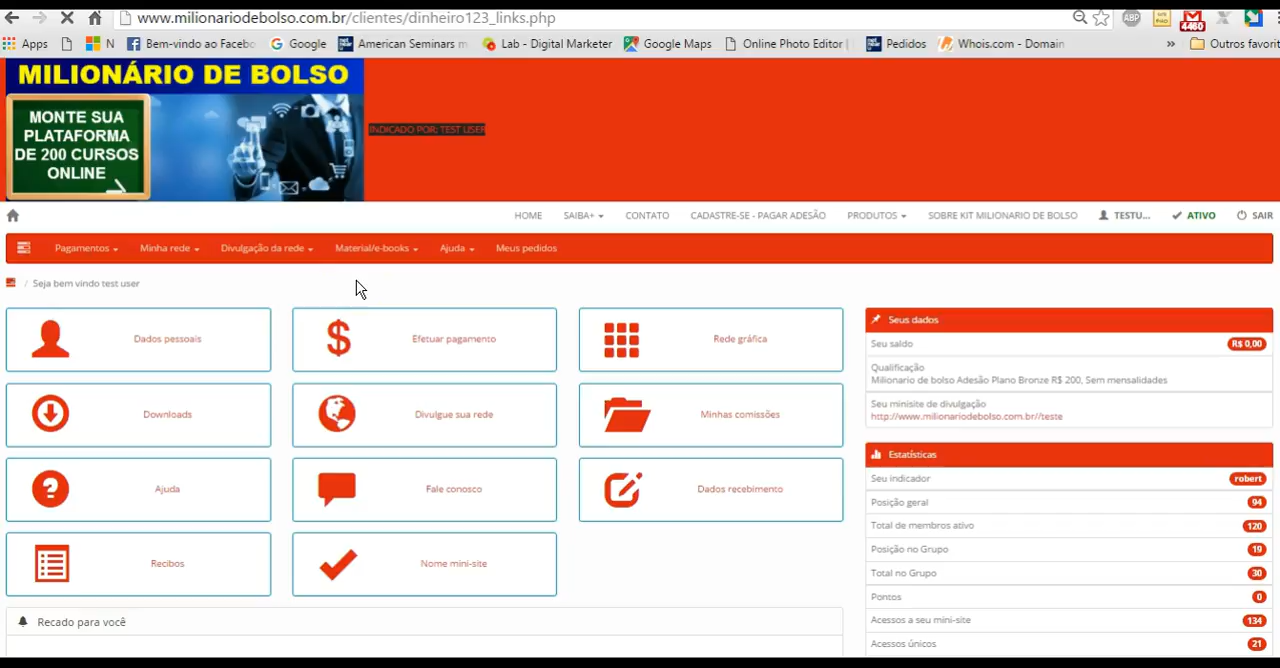 www.milionariodebolso.com.br/clientes/dinheiro123_links.php
ABP
4460
Apps
N
Bem-vindo ao Facebo
Google
American Seminars m
Lab - Digital Marketer
Google Maps
Online Photo Editor |
Pedidos
Whois.com - Domain
»
Outros favorit
MILIONÁRIO DE BOLSO
MONTE SUA
PLATAFORMA
DE 200 CURSOS
ONLINE
INDICADO POR: TEST USER
HOME
SAIBA+
CONTATO
CADASTRE-SE - PAGAR ADESÃO
PRODUTOS
SOBRE KIT MILIONARIO DE BOLSO
TESTU...
ATIVO
SAIR
Pagamentos
Minha rede
Divulgação da rede
Material/e-books
Ajuda
Meus pedidos
/ Seja bem vindo test user
Dados pessoais
Efetuar pagamento
Rede gráfica
Downloads
Divulgue sua rede
Minhas comissões
Ajuda
Fale conosco
Dados recebimento
Recibos
Nome mini-site
Recado para você
Seus dados
Seu saldo R$ 0,00
Qualificação
Milionario de bolso Adesão Plano Bronze R$ 200, Sem mensalidades
Seu minisite de divulgação
http://www.milionariodebolso.com.br//teste
Estatísticas
Seu indicador robert
Posição geral 94
Total de membros ativo 120
Posição no Grupo 19
Total no Grupo 30
Pontos 0
Acessos a seu mini-site 134
Acessos únicos 21